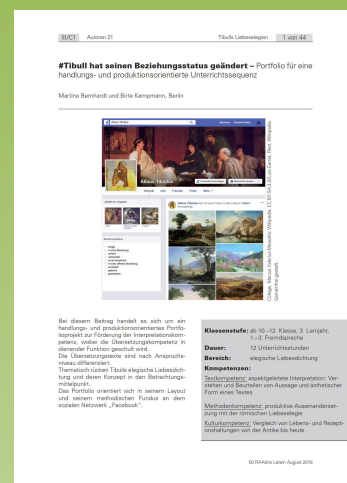 III/C1 Autoren 21 Tibulls Liebeselegien 1 von 44
#Tibull hat seinen Beziehungsstatus geändert – Portfolio für eine
handlungs- und produktionsorientierte Unterrichtssequenz
Martina Bernhardt und Birte Kampmann, Berlin
Albius Tibullus
Albius Tibullus
Bei diesem Beitrag handelt es sich um ein
handlungs- und produktionsorientiertes Portfo-
lioprojekt zur Förderung der Interpretationskom-
petenz, wobei die Übersetzungskompetenz in
dienender Funktion geschult wird.
Die Übersetzungstexte sind nach Anspruchs-
niveau differenziert.
Thematisch rücken Tibulls elegische Liebesdich-
tung und deren Konzept in den Betrachtungs-
mittelpunkt.
Das Portfolio orientiert sich in seinem Layout
und seinem methodischen Fundus an dem
sozialen Netzwerk „Facebook“.
Klassenstufe: ab 10.–12. Klasse, 3. Lernjahr,
1.–3. Fremdsprache
Dauer: 12 Unterrichtsstunden
Bereich: elegische Liebesdichtung
Kompetenzen:
Textkompetenz: aspektgeleitete Interpretation: Ver-
stehen und Beurteilen von Aussage und ästhetischer
Form eines Textes
Methodenkompetenz: produktive Auseinanderset-
zung mit der römischen Liebeselegie
Kulturkompetenz: Vergleich von Lebens- und Rezepti-
onshaltungen von der Antike bis heute
90 RAAbits Latein August 2018